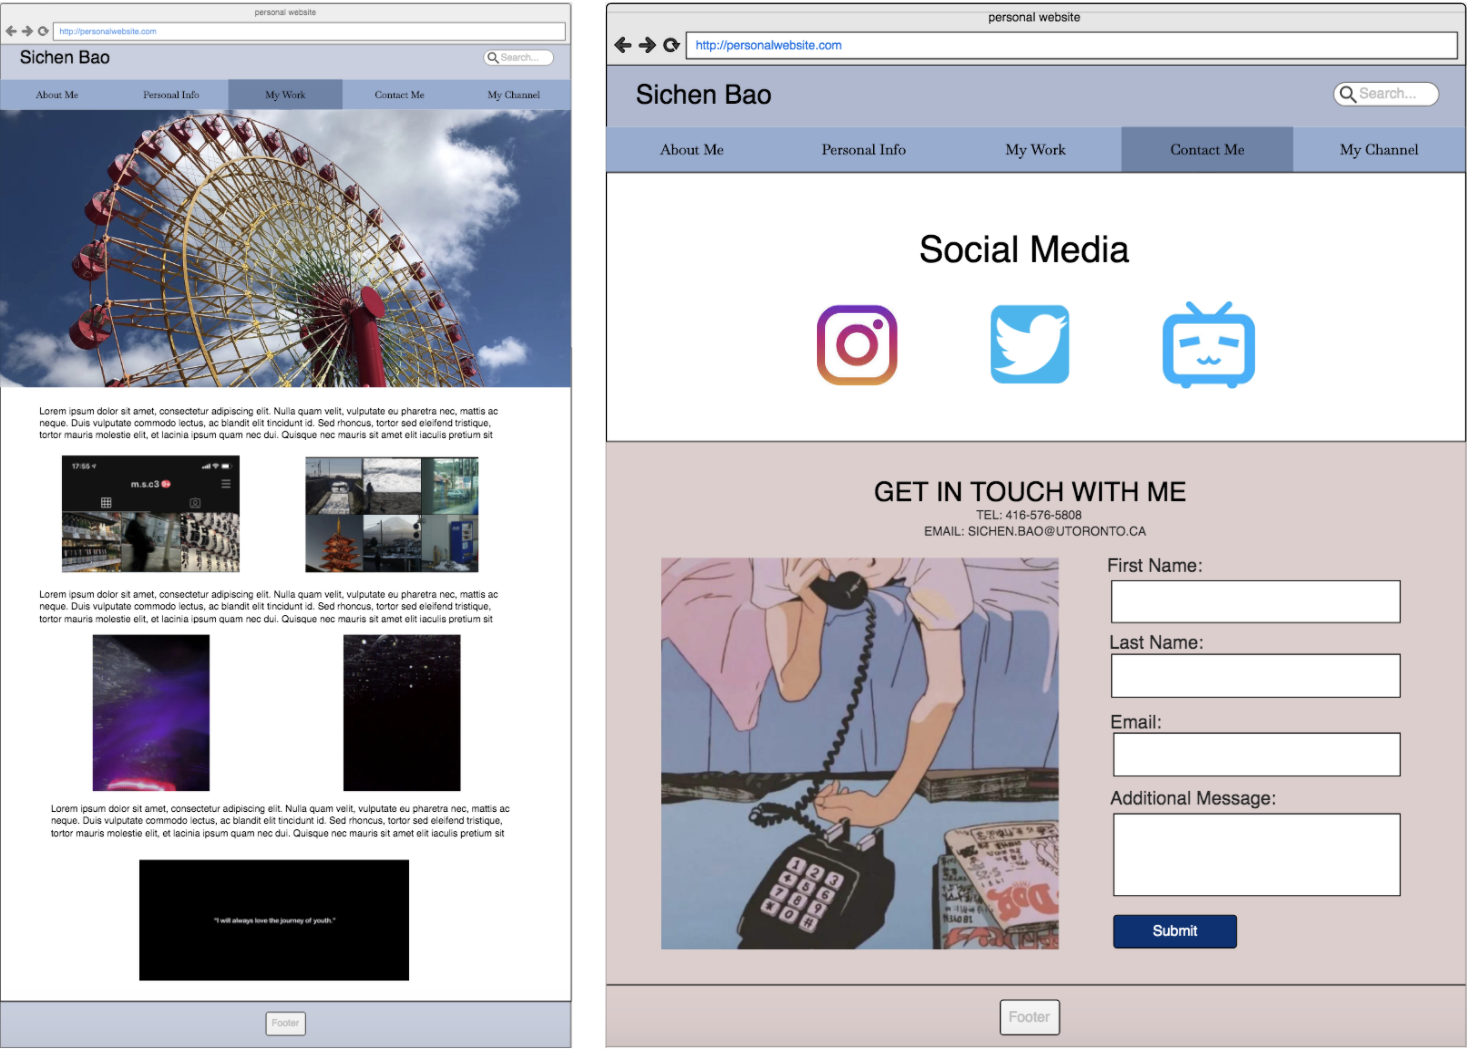 personal website
http://personalwebsite.com
Sichen Bao
Search...
About Me
Personal Info
My Work
Contact Me
My Channel
Lorem ipsum dolor sit amet, consectetur adipiscing elit. Nulla quam velit, vulputate eu pharetra nec, mattis ac
neque. Duis vulputate commodo lectus, ac blandit elit tincidunt id. Sed rhoncus, tortor sed eleifend tristique,
tortor mauris molestie elit, et lacinia ipsum quam nec dui. Quisque nec mauris sit amet elit iaculis pretium sit
17:55
m.s.c3 9+
Lorem ipsum dolor sit amet, consectetur adipiscing elit. Nulla quam velit, vulputate eu pharetra nec, mattis ac
neque. Duis vulputate commodo lectus, ac blandit elit tincidunt id. Sed rhoncus, tortor sed eleifend tristique,
tortor mauris molestie elit, et lacinia ipsum quam nec dui. Quisque nec mauris sit amet elit iaculis pretium sit
Lorem ipsum dolor sit amet, consectetur adipiscing elit. Nulla quam velit, vulputate eu pharetra nec, mattis ac
neque. Duis vulputate commodo lectus, ac blandit elit tincidunt id. Sed rhoncus, tortor sed eleifend tristique,
tortor mauris molestie elit, et lacinia ipsum quam nec dui. Quisque nec mauris sit amet elit iaculis pretium sit
"I will always love the journey of youth."
Footer
personal website
http://personalwebsite.com
Sichen Bao
Search...
About Me
Personal Info
My Work
Contact Me
My Channel
Social Media
GET IN TOUCH WITH ME
TEL: 416-576-5808
EMAIL: SICHEN.BAO@UTORONTO.CA
First Name:
Last Name:
Email:
Additional Message:
1 2 3
4 5 6
7 8 9
* 0 #
Submit
Footer